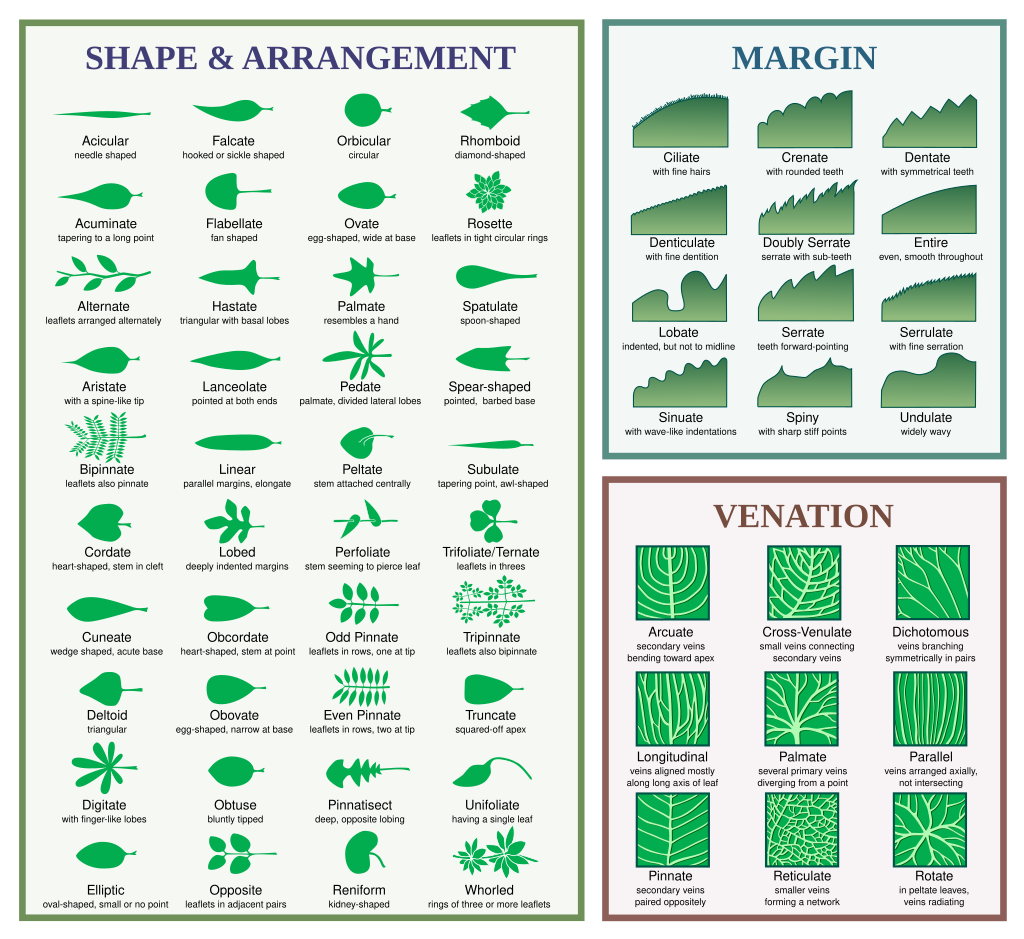 SHAPE & ARRANGEMENT
Acicular
needle shaped
Falcate
hooked or sickle shaped
Orbicular
circular
Rhomboid
diamond-shaped
Acuminate
tapering to a long point
Flabellate
fan shaped
Ovate
egg-shaped, wide at base
Rosette
leaflets in tight circular rings
Alternate
leaflets arranged alternately
Hastate
triangular with basal lobes
Palmate
resembles a hand
Spatulate
spoon-shaped
Aristate
with a spine-like tip
Lanceolate
pointed at both ends
Pedate
palmate, divided lateral lobes
Spear-shaped
pointed, barbed base
Bipinnate
leaflets also pinnate
Linear
parallel margins, elongate
Peltate
stem attached centrally
Subulate
tapering point, awl-shaped
Cordate
heart-shaped, stem in cleft
Lobed
deeply indented margins
Perfoliate
stem seeming to pierce leaf
Trifoliate/Ternate
leaflets in threes
Cuneate
wedge shaped, acute base
Obcordate
heart-shaped, stem at point
Odd Pinnate
leaflets in rows, one at tip
Tripinnate
leaflets also bipinnate
Deltoid
triangular
Obovate
egg-shaped, narrow at base
Even Pinnate
leaflets in rows, two at tip
Truncate
squared-off apex
Digitate
with finger-like lobes
Obtuse
bluntly tipped
Pinnatisect
deep, opposite lobing
Unifoliate
having a single leaf
Elliptic
oval-shaped, small or no point
Opposite
leaflets in adjacent pairs
Reniform
kidney-shaped
Whorled
rings of three or more leaflets
MARGIN
Ciliate
with fine hairs
Crenate
with rounded teeth
Dentate
with symmetrical teeth
Denticulate
with fine dentition
Doubly Serrate
serrate with sub-teeth
Entire
even, smooth throughout
Lobate
indented, but not to midline
Serrate
teeth forward-pointing
Serrulate
with fine serration
Sinuate
with wave-like indentations
Spiny
with sharp stiff points
Undulate
widely wavy
VENATION
Arcuate
secondary veins
bending toward apex
Cross-Venulate
small veins connecting
secondary veins
Dichotomous
veins branching
symmetrically in pairs
Longitudinal
veins aligned mostly
along long axis of leaf
Palmate
several primary veins
diverging from a point
Parallel
veins arranged axially,
not intersecting
Pinnate
secondary veins
paired oppositely
Reticulate
smaller veins
forming a network
Rotate
in peltate leaves,
veins radiating